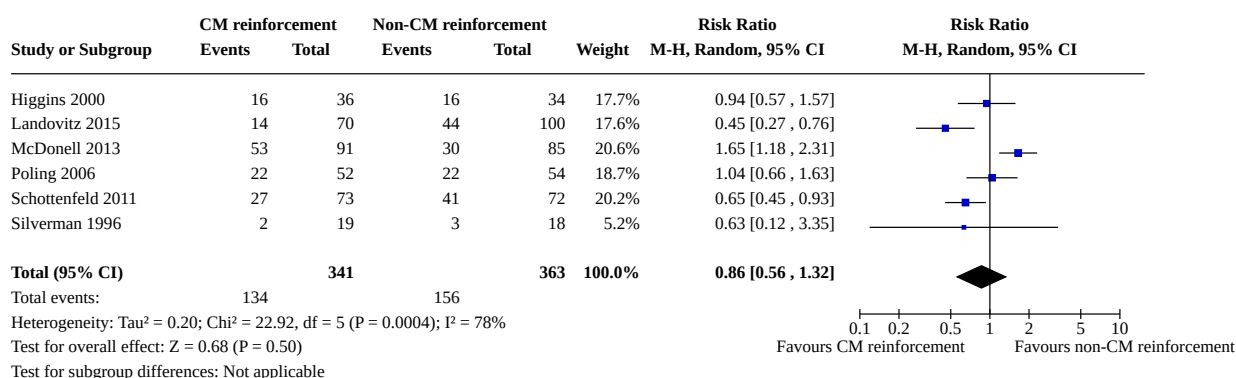 CM reinforcement Non-CM reinforcement Risk Ratio Risk Ratio
Study or Subgroup Events Total Events Total Weight M-H, Random, 95% CI M-H, Random, 95% CI
Higgins 2000 16 36 16 34 17.7% 0.94 [0.57 , 1.57]
Landovitz 2015 14 70 44 100 17.6% 0.45 [0.27 , 0.76]
McDonell 2013 53 91 30 85 20.6% 1.65 [1.18 , 2.31]
Poling 2006 22 52 22 54 18.7% 1.04 [0.66 , 1.63]
Schottenfeld 2011 27 73 41 72 20.2% 0.65 [0.45 , 0.93]
Silverman 1996 2 19 3 18 5.2% 0.63 [0.12 , 3.35]
Total (95% CI) 341 363 100.0% 0.86 [0.56 , 1.32]
Total events: 134 156
Heterogeneity: Tau² = 0.20; Chi² = 22.92, df = 5 (P = 0.0004); I² = 78%
0.1 0.2 0.5 1 2 5 10
Test for overall effect: Z = 0.68 (P = 0.50) Favours CM reinforcement Favours non-CM reinforcement
Test for subgroup differences: Not applicable